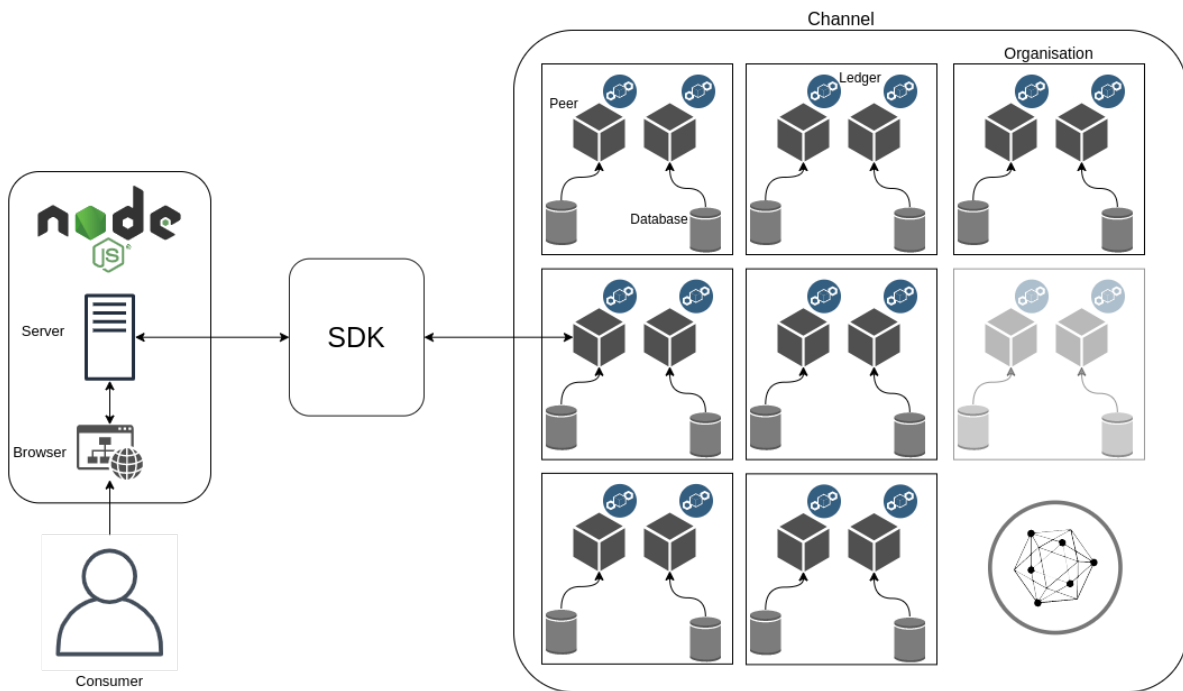 Channel
Organisation
Ledger
Peer
Database
node
JS
Server
SDK
Browser
Consumer